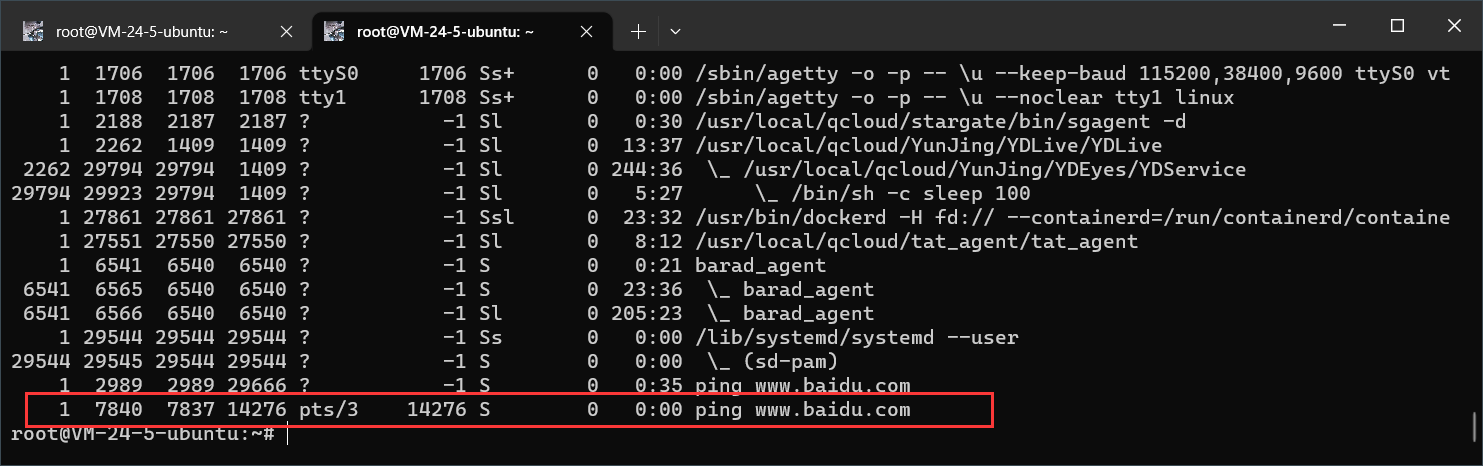 root@VM-24-5-ubuntu: ~ root@VM-24-5-ubuntu: ~
1 1706 1706 1706 ttyS0 1706 Ss+ 0 0:00 /sbin/agetty -o -p -- \u --keep-baud 115200,38400,9600 ttyS0 vt
1 1708 1708 1708 tty1 1708 Ss+ 0 0:00 /sbin/agetty -o -p -- \u --noclear tty1 linux
1 2188 2187 2187 ? -1 Sl 0 0:30 /usr/local/qcloud/stargate/bin/sgagent -d
1 2262 1409 1409 ? -1 Sl 0 13:37 /usr/local/qcloud/YunJing/YDLive/YDLive
2262 29794 29794 1409 ? -1 Sl 0 244:36 \_ /usr/local/qcloud/YunJing/YDEyes/YDService
29794 29923 29794 1409 ? -1 Sl 0 5:27 \_ /bin/sh -c sleep 100
1 27861 27861 27861 ? -1 Ssl 0 23:32 /usr/bin/dockerd -H fd:// --containerd=/run/containerd/containe
1 27551 27550 27550 ? -1 Sl 0 8:12 /usr/local/qcloud/tat_agent/tat_agent
1 6541 6540 6540 ? -1 S 0 0:21 barad_agent
6541 6565 6540 6540 ? -1 S 0 23:36 \_ barad_agent
6541 6566 6540 6540 ? -1 Sl 0 205:23 \_ barad_agent
1 29544 29544 29544 ? -1 Ss 0 0:00 /lib/systemd/systemd --user
29544 29545 29544 29544 ? -1 S 0 0:00 \_ (sd-pam)
1 2989 2989 29666 ? -1 S 0 0:35 ping www.baidu.com
1 7840 7837 14276 pts/3 14276 S 0 0:00 ping www.baidu.com
root@VM-24-5-ubuntu:~#